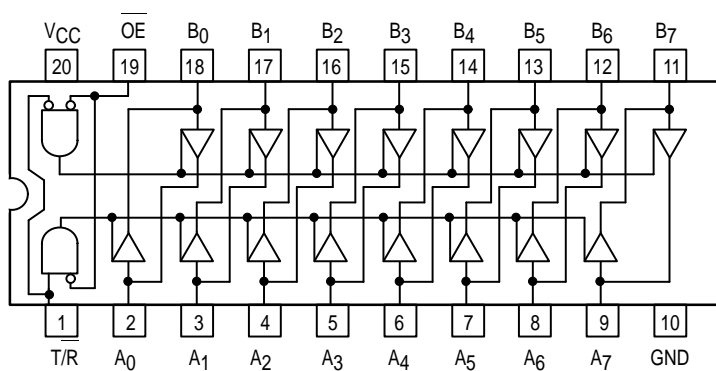 VCC OE B0 B1 B2 B3 B4 B5 B6 B7
20 19 18 17 16 15 14 13 12 11
1 2 3 4 5 6 7 8 9 10
T/R A0 A1 A2 A3 A4 A5 A6 A7 GND